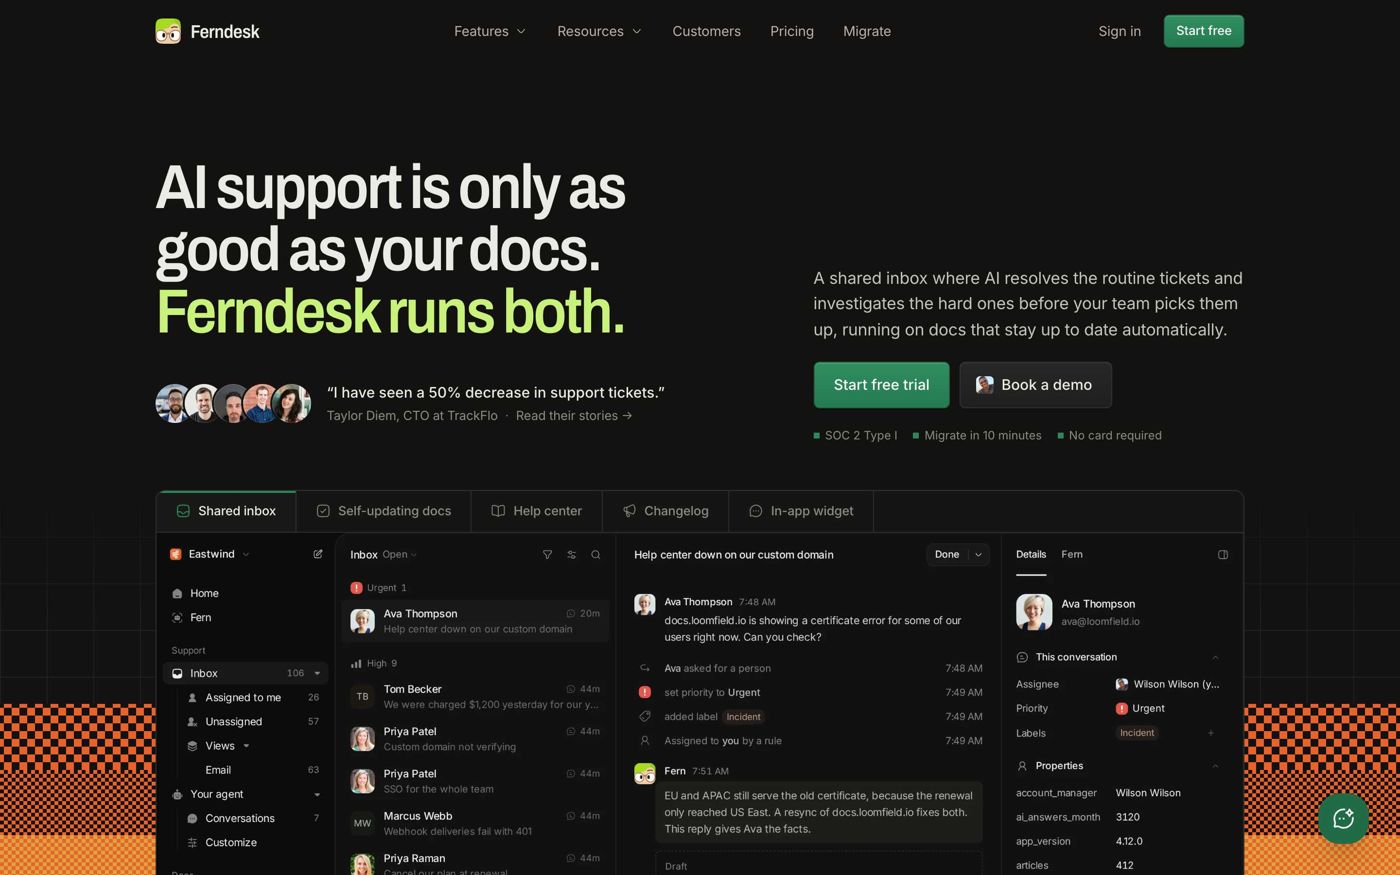 Ferndesk
Features
Resources
Customers
Pricing
Migrate
Sign in
Start free
AI support is only as
good as your docs.
Ferndesk runs both.
“I have seen a 50% decrease in support tickets.”
Taylor Diem, CTO at TrackFlo · Read their stories →
A shared inbox where AI resolves the routine tickets and
investigates the hard ones before your team picks them
up, running on docs that stay up to date automatically.
Start free trial
Book a demo
SOC 2 Type I
Migrate in 10 minutes
No card required
Shared inbox
Self-updating docs
Help center
Changelog
In-app widget
Eastwind
Home
Fern
Support
Inbox 106
Assigned to me 26
Unassigned 57
Views
Email 63
Your agent
Conversations 7
Customize
Inbox Open
Urgent 1
Ava Thompson 20m
Help center down on our custom domain
High 9
TB
Tom Becker 44m
We were charged $1,200 yesterday for our y...
Priya Patel 44m
Custom domain not verifying
Priya Patel 44m
SSO for the whole team
MW
Marcus Webb 44m
Webhook deliveries fail with 401
Priya Raman 44m
Cancel our plan at renewal
Help center down on our custom domain
Done
Ava Thompson 7:48 AM
docs.loomfield.io is showing a certificate error for some of our
users right now. Can you check?
Ava asked for a person 7:48 AM
set priority to Urgent 7:49 AM
added label Incident 7:49 AM
Assigned to you by a rule 7:49 AM
Fern 7:51 AM
EU and APAC still serve the old certificate, because the renewal
only reached US East. A resync of docs.loomfield.io fixes both.
This reply gives Ava the facts.
Draft
Details
Fern
Ava Thompson
ava@loomfield.io
This conversation
Assignee Wilson Wilson (y...
Priority Urgent
Labels Incident +
Properties
account_manager Wilson Wilson
ai_answers_month 3120
app_version 4.12.0
articles 412